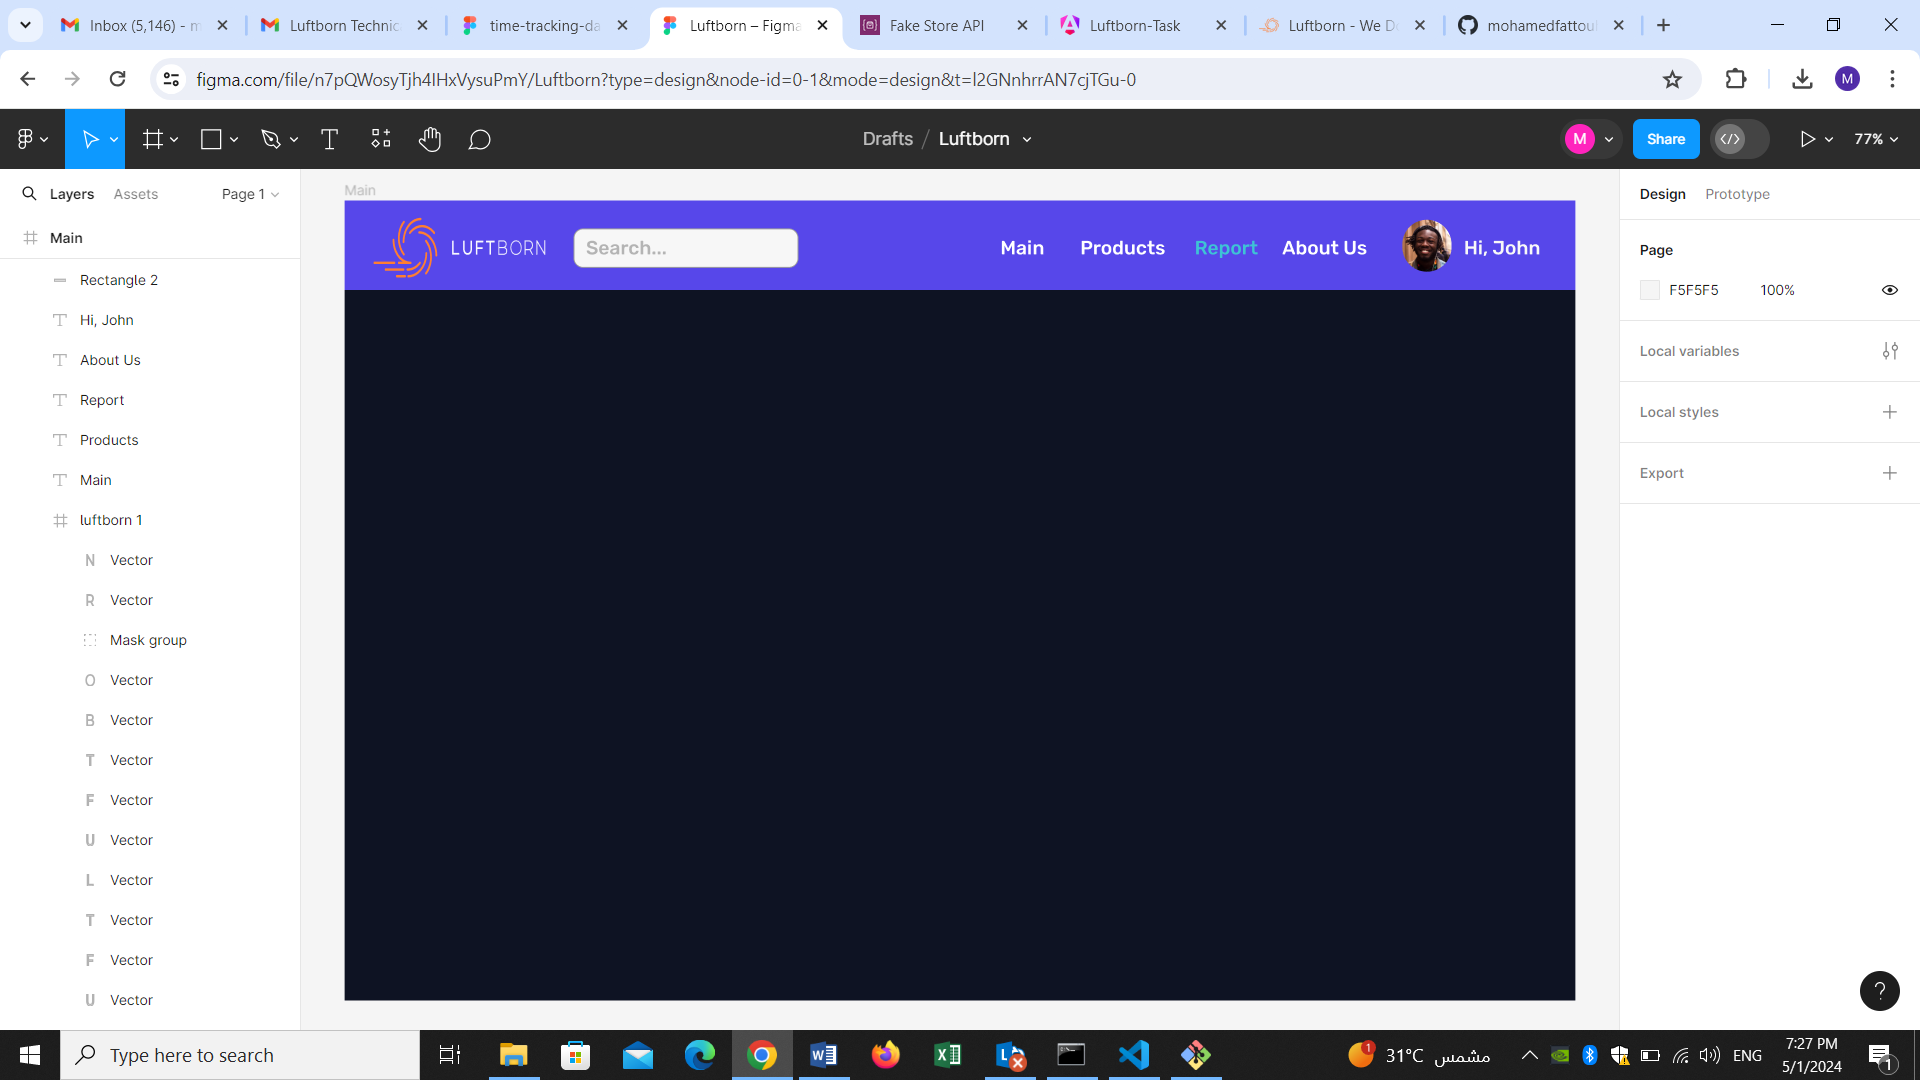 Inbox (5,146) - m
Luftborn Technic
time-tracking-da
Luftborn – Figma
Fake Store API
Luftborn-Task
Luftborn - We Do
mohamedfattoul
figma.com/file/n7pQWosyTjh4lHxVysuPmY/Luftborn?type=design&node-id=0-1&mode=design&t=l2GNnhrrAN7cjTGu-0
M
Drafts / Luftborn
M
Share
77%
Layers
Assets
Page 1
Main
Rectangle 2
Hi, John
About Us
Report
Products
Main
luftborn 1
N Vector
R Vector
Mask group
O Vector
B Vector
T Vector
F Vector
U Vector
L Vector
T Vector
F Vector
U Vector
Main
LUFTBORN
Search...
Main
Products
Report
About Us
Hi, John
Design
Prototype
Page
F5F5F5 100%
Local variables
Local styles
Export
?
Type here to search
1
31°C مشمس
ENG
7:27 PM
5/1/2024
1